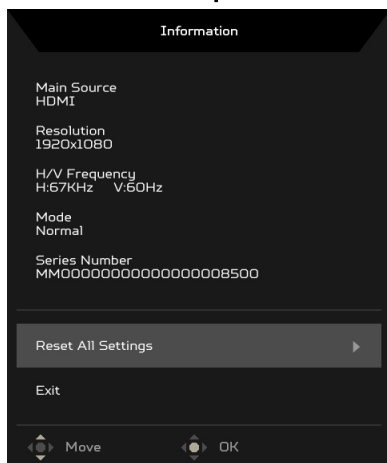 Information
Main Source
HDMI
Resolution
1920x1080
H/V Frequency
H:67KHz V:60Hz
Mode
Normal
Series Number
MM00000000000000008500
Reset All Settings
Exit
Move OK